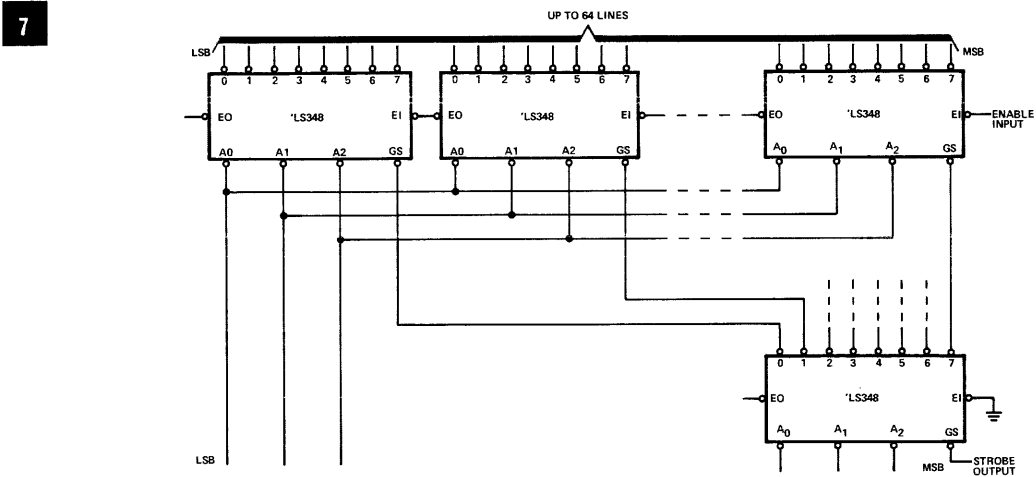 7
UP TO 64 LINES
LSB
MSB
0 1 2 3 4 5 6 7
0 1 2 3 4 5 6 7
0 1 2 3 4 5 6 7
EO 'LS348 EI
EO 'LS348 EI
EO 'LS348 EI
ENABLE
INPUT
A0 A1 A2 GS
A0 A1 A2 GS
A0 A1 A2 GS
0 1 2 3 4 5 6 7
EO 'LS348 EI
A0 A1 A2 GS
LSB
MSB
STROBE
OUTPUT